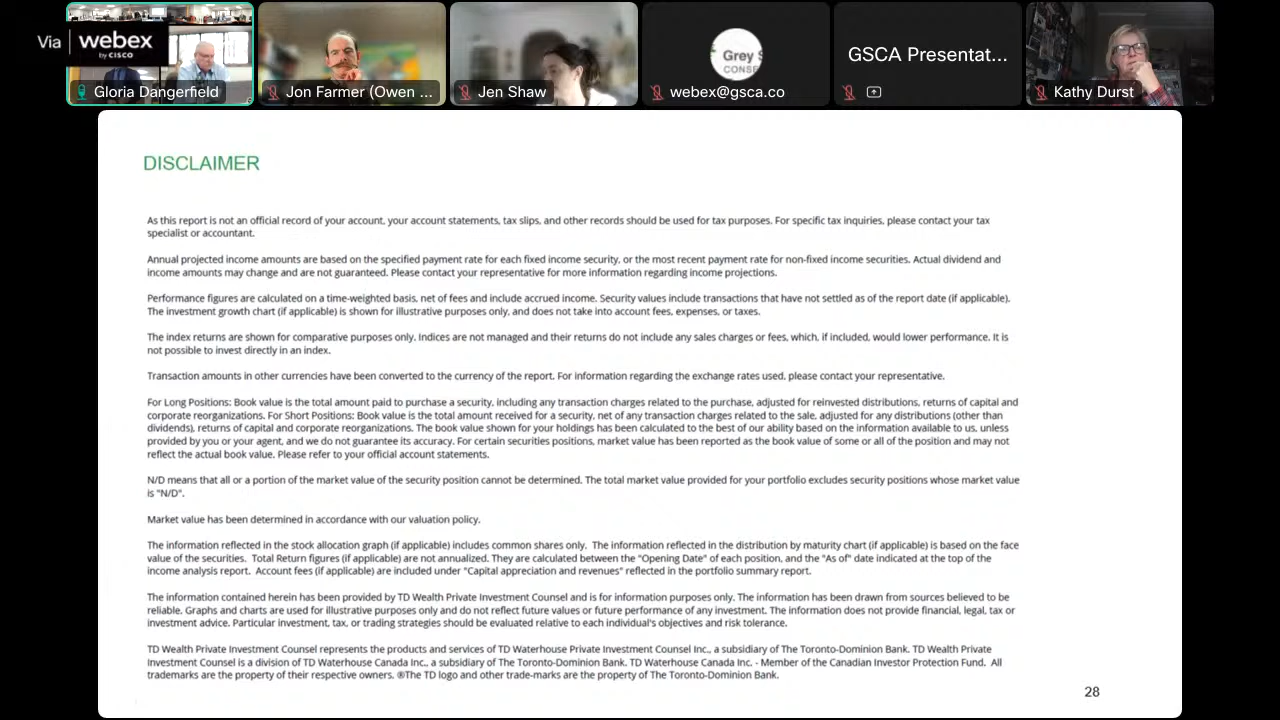 Via webex
by CISCO
Gloria Dangerfield
Jon Farmer (Owen ...
Jen Shaw
Grey S
CONSE
webex@gsca.co
GSCA Presentat...
Kathy Durst
DISCLAIMER
As this report is not an official record of your account, your account statements, tax slips, and other records should be used for tax purposes. For specific tax inquiries, please contact your tax
specialist or accountant.
Annual projected income amounts are based on the specified payment rate for each fixed income security, or the most recent payment rate for non-fixed income securities. Actual dividend and
income amounts may change and are not guaranteed. Please contact your representative for more information regarding income projections.
Performance figures are calculated on a time-weighted basis, net of fees and include accrued income. Security values include transactions that have not settled as of the report date (if applicable).
The investment growth chart (if applicable) is shown for illustrative purposes only, and does not take into account fees, expenses, or taxes.
The index returns are shown for comparative purposes only. Indices are not managed and their returns do not include any sales charges or fees, which, if included, would lower performance. It is
not possible to invest directly in an index.
Transaction amounts in other currencies have been converted to the currency of the report. For information regarding the exchange rates used, please contact your representative.
For Long Positions: Book value is the total amount paid to purchase a security, including any transaction charges related to the purchase, adjusted for reinvested distributions, returns of capital and
corporate reorganizations. For Short Positions: Book value is the total amount received for a security, net of any transaction charges related to the sale, adjusted for any distributions (other than
dividends), returns of capital and corporate reorganizations. The book value shown for your holdings has been calculated to the best of our ability based on the information available to us, unless
provided by you or your agent, and we do not guarantee its accuracy. For certain securities positions, market value has been reported as the book value of some or all of the position and may not
reflect the actual book value. Please refer to your official account statements.
N/D means that all or a portion of the market value of the security position cannot be determined. The total market value provided for your portfolio excludes security positions whose market value
is "N/D".
Market value has been determined in accordance with our valuation policy.
The information reflected in the stock allocation graph (if applicable) includes common shares only. The information reflected in the distribution by maturity chart (if applicable) is based on the face
value of the securities. Total Return figures (if applicable) are not annualized. They are calculated between the "Opening Date" of each position, and the "As of" date indicated at the top of the
income analysis report. Account fees (if applicable) are included under "Capital appreciation and revenues" reflected in the portfolio summary report.
The information contained herein has been provided by TD Wealth Private Investment Counsel and is for information purposes only. The information has been drawn from sources believed to be
reliable. Graphs and charts are used for illustrative purposes only and do not reflect future values or future performance of any investment. The information does not provide financial, legal, tax or
investment advice. Particular investment, tax, or trading strategies should be evaluated relative to each individual's objectives and risk tolerance.
TD Wealth Private Investment Counsel represents the products and services of TD Waterhouse Private Investment Counsel Inc., a subsidiary of The Toronto-Dominion Bank. TD Wealth Private
Investment Counsel is a division of TD Waterhouse Canada Inc., a subsidiary of The Toronto-Dominion Bank. TD Waterhouse Canada Inc. - Member of the Canadian Investor Protection Fund. All
trademarks are the property of their respective owners. ®The TD logo and other trade-marks are the property of The Toronto-Dominion Bank.
28